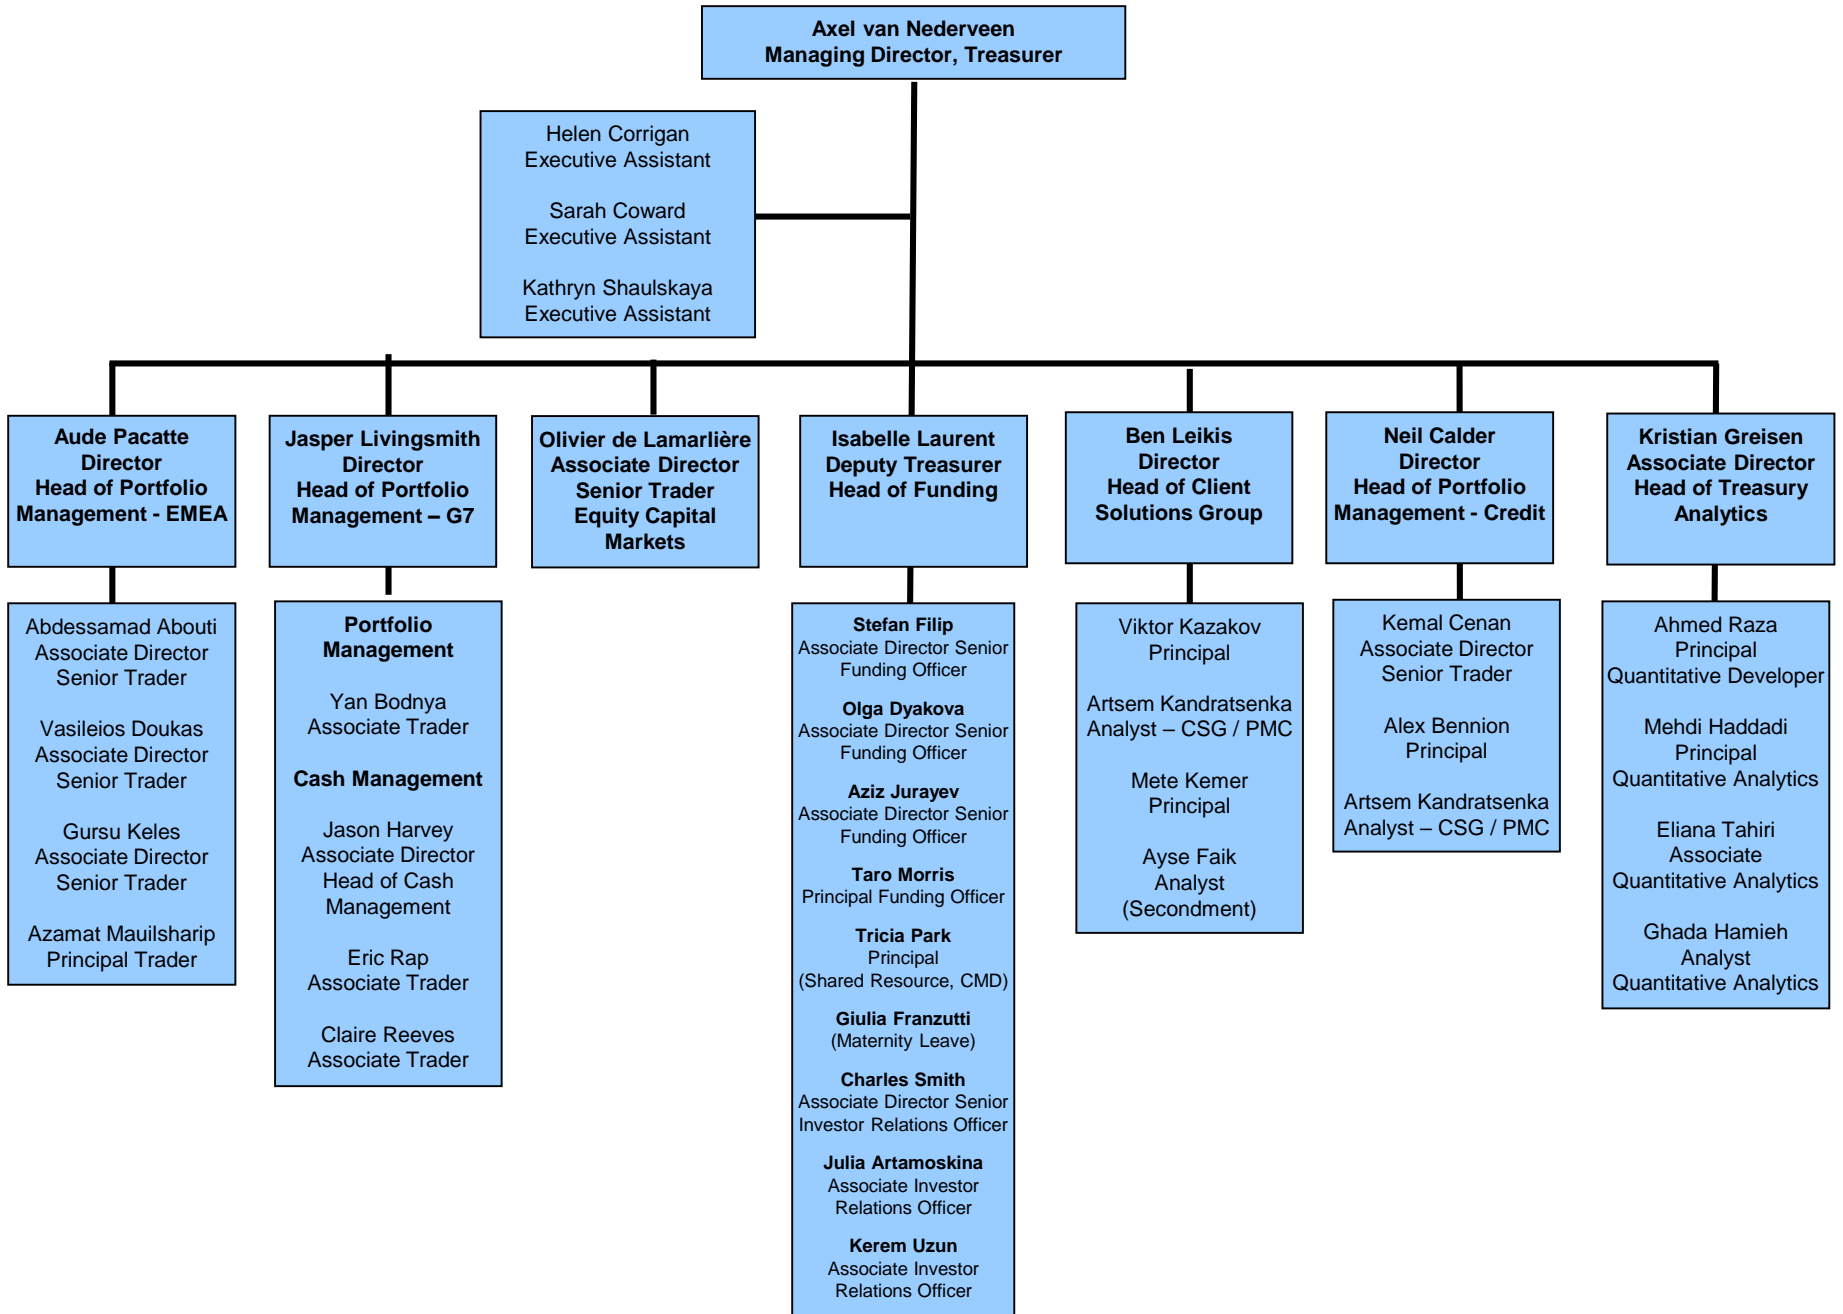 Axel van Nederveen
Managing Director, Treasurer
Helen Corrigan
Executive Assistant
Sarah Coward
Executive Assistant
Kathryn Shaulskaya
Executive Assistant
Aude Pacatte
Director
Head of Portfolio
Management - EMEA
Jasper Livingsmith
Director
Head of Portfolio
Management – G7
Olivier de Lamarlière
Associate Director
Senior Trader
Equity Capital
Markets
Isabelle Laurent
Deputy Treasurer
Head of Funding
Ben Leikis
Director
Head of Client
Solutions Group
Neil Calder
Director
Head of Portfolio
Management - Credit
Kristian Greisen
Associate Director
Head of Treasury
Analytics
Abdessamad Abouti
Associate Director
Senior Trader
Vasileios Doukas
Associate Director
Senior Trader
Gursu Keles
Associate Director
Senior Trader
Azamat Mauilsharip
Principal Trader
Portfolio
Management
Yan Bodnya
Associate Trader
Cash Management
Jason Harvey
Associate Director
Head of Cash
Management
Eric Rap
Associate Trader
Claire Reeves
Associate Trader
Stefan Filip
Associate Director Senior
Funding Officer
Olga Dyakova
Associate Director Senior
Funding Officer
Aziz Jurayev
Associate Director Senior
Funding Officer
Taro Morris
Principal Funding Officer
Tricia Park
Principal
(Shared Resource, CMD)
Giulia Franzutti
(Maternity Leave)
Charles Smith
Associate Director Senior
Investor Relations Officer
Julia Artamoskina
Associate Investor
Relations Officer
Kerem Uzun
Associate Investor
Relations Officer
Viktor Kazakov
Principal
Artsem Kandratsenka
Analyst – CSG / PMC
Mete Kemer
Principal
Ayse Faik
Analyst
(Secondment)
Kemal Cenan
Associate Director
Senior Trader
Alex Bennion
Principal
Artsem Kandratsenka
Analyst – CSG / PMC
Ahmed Raza
Principal
Quantitative Developer
Mehdi Haddadi
Principal
Quantitative Analytics
Eliana Tahiri
Associate
Quantitative Analytics
Ghada Hamieh
Analyst
Quantitative Analytics